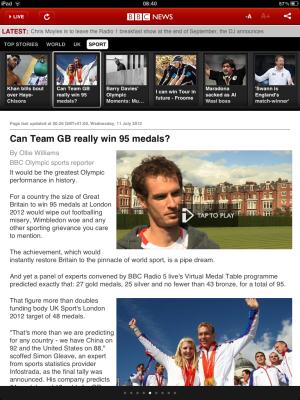 iPad
08:40
87%
LIVE
BBC NEWS
-A
A+
LATEST:
Chris Moyles is to leave the Radio 1 breakfast show at the end of September, the DJ announces
TOP STORIES
WORLD
UK
SPORT
Khan bills bout over Haye-Chisora
Can Team GB really win 95 medals?
Barry Davies' Olympic Moments: Mu...
I can win Tour in future - Froome
Maradona sacked as Al Wasl boss
'Swann is England's match-winner'
Page last updated at 00:26 GMT+01:00, Wednesday, 11 July 2012
Can Team GB really win 95 medals?
By Ollie Williams
BBC Olympic sports reporter
It would be the greatest Olympic
performance in history.
For a country the size of Great
Britain to win 95 medals at London
2012 would wipe out footballing
misery, Wimbledon woe and any
other sporting grievance you care
to mention.
TAP TO PLAY
The achievement, which would
instantly restore Britain to the pinnacle of world sport, is a pipe dream.
And yet a panel of experts convened by BBC Radio 5 live's Virtual Medal Table programme
predicted exactly that: 27 gold medals, 25 silver and no fewer than 43 bronze, for a total of 95.
That figure more than doubles
funding body UK Sport's London
2012 target of 48 medals.
"That's more than we are predicting
for any country - we have China on
92 and the United States on 88,"
scoffed Simon Gleave, an expert
from sports statistics provider
Infostrada, as the final tally was
announced. His company predicts